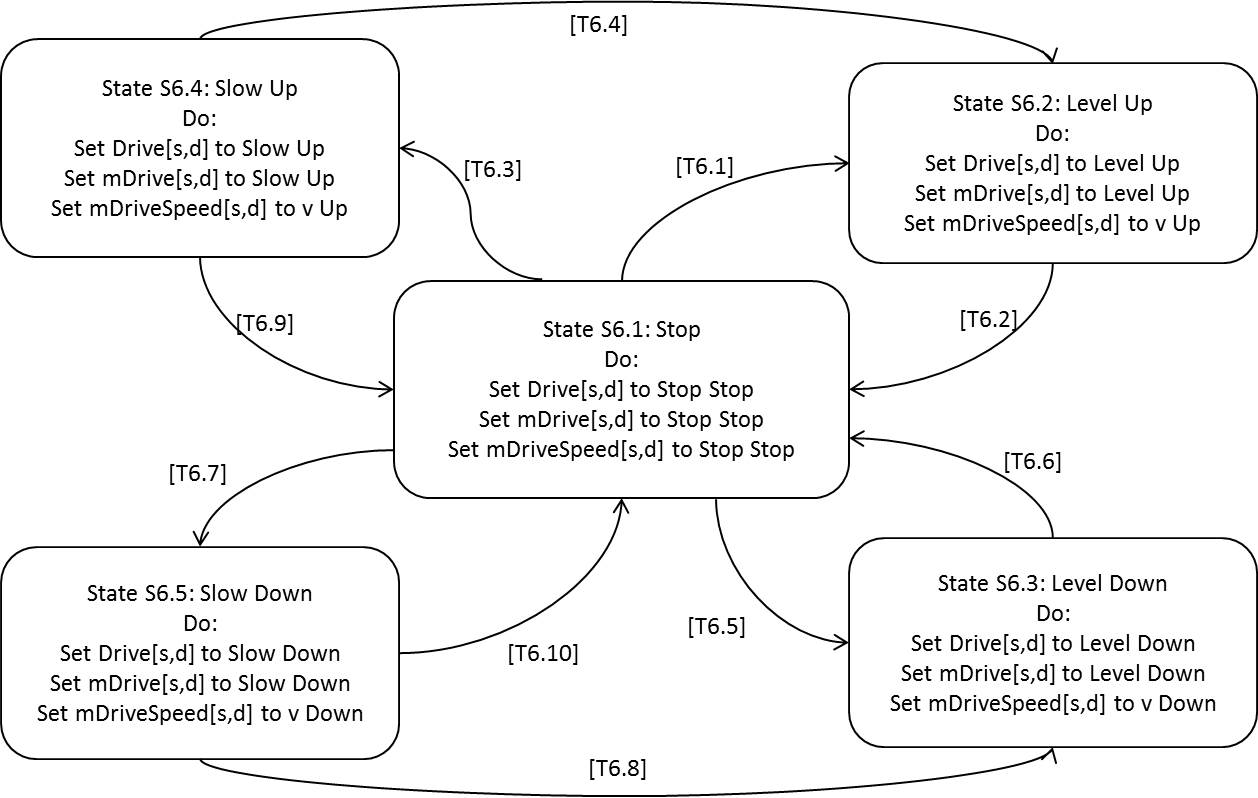 [T6.4]
State S6.4: Slow Up
Do:
Set Drive[s,d] to Slow Up
Set mDrive[s,d] to Slow Up
Set mDriveSpeed[s,d] to v Up
State S6.2: Level Up
Do:
Set Drive[s,d] to Level Up
Set mDrive[s,d] to Level Up
Set mDriveSpeed[s,d] to v Up
[T6.3]
[T6.1]
[T6.9]
[T6.2]
State S6.1: Stop
Do:
Set Drive[s,d] to Stop Stop
Set mDrive[s,d] to Stop Stop
Set mDriveSpeed[s,d] to Stop Stop
[T6.7]
[T6.6]
State S6.5: Slow Down
Do:
Set Drive[s,d] to Slow Down
Set mDrive[s,d] to Slow Down
Set mDriveSpeed[s,d] to v Down
[T6.10]
[T6.5]
State S6.3: Level Down
Do:
Set Drive[s,d] to Level Down
Set mDrive[s,d] to Level Down
Set mDriveSpeed[s,d] to v Down
[T6.8]